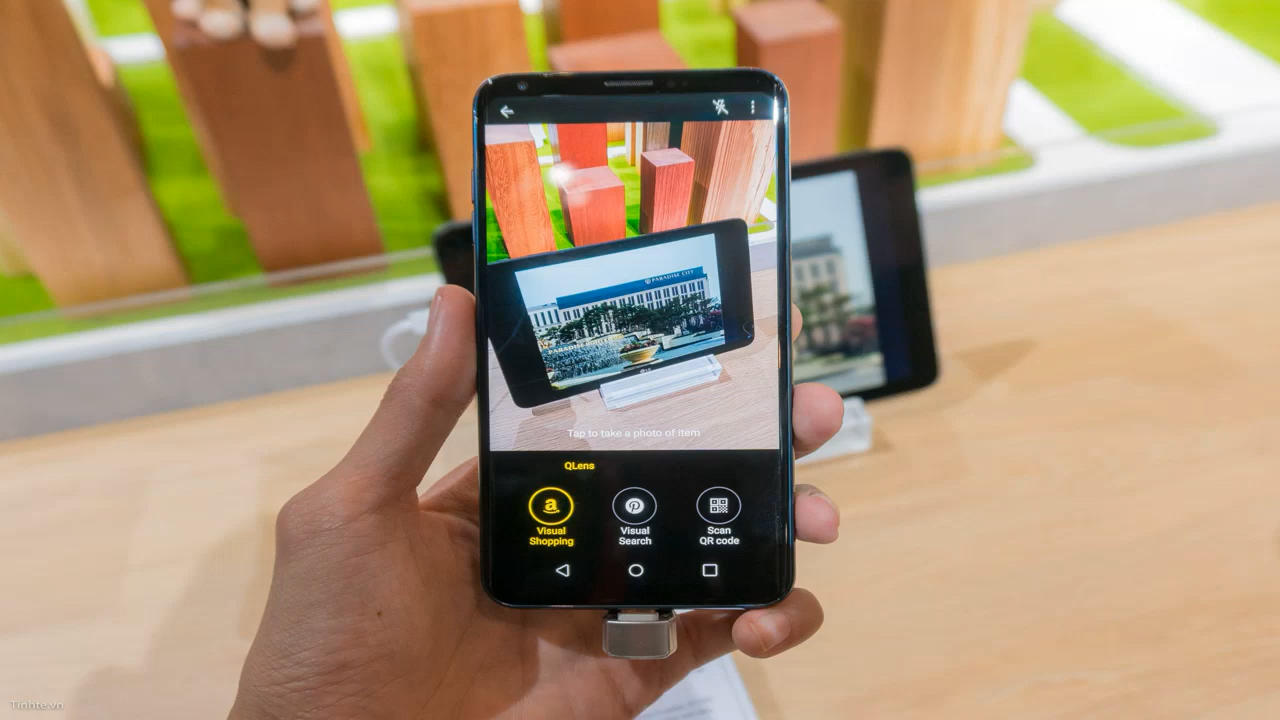 PARADISE CITY
Tap to take a photo of item
QLens
a
Visual
Shopping
Visual
Search
Scan
QR code
Tinhte.vn